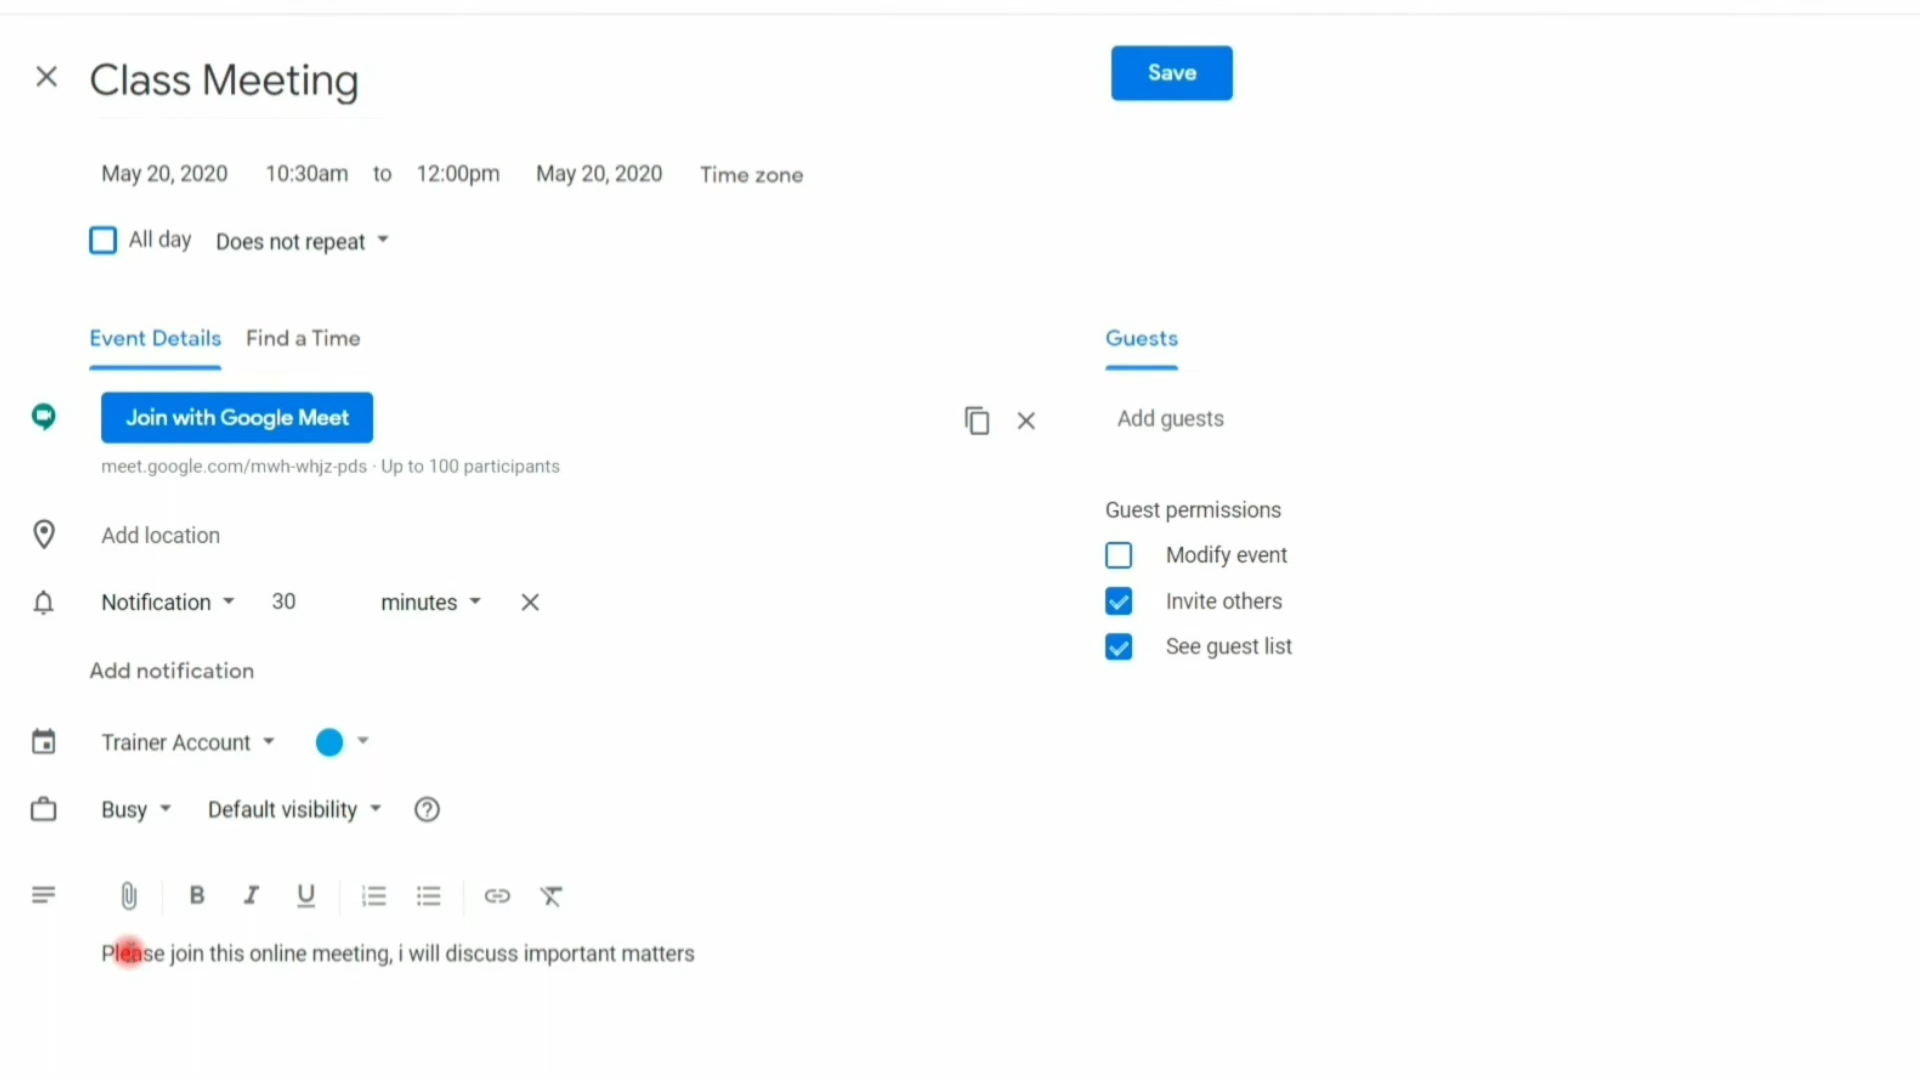 Class Meeting
Save
May 20, 2020 10:30am to 12:00pm May 20, 2020 Time zone
All day Does not repeat
Event Details Find a Time
Guests
Join with Google Meet
Add guests
meet.google.com/mwh-whjz-pds · Up to 100 participants
Guest permissions
Add location
Modify event
Notification 30 minutes
Invite others
See guest list
Add notification
Trainer Account
Busy Default visibility
B I U
Please join this online meeting, i will discuss important matters